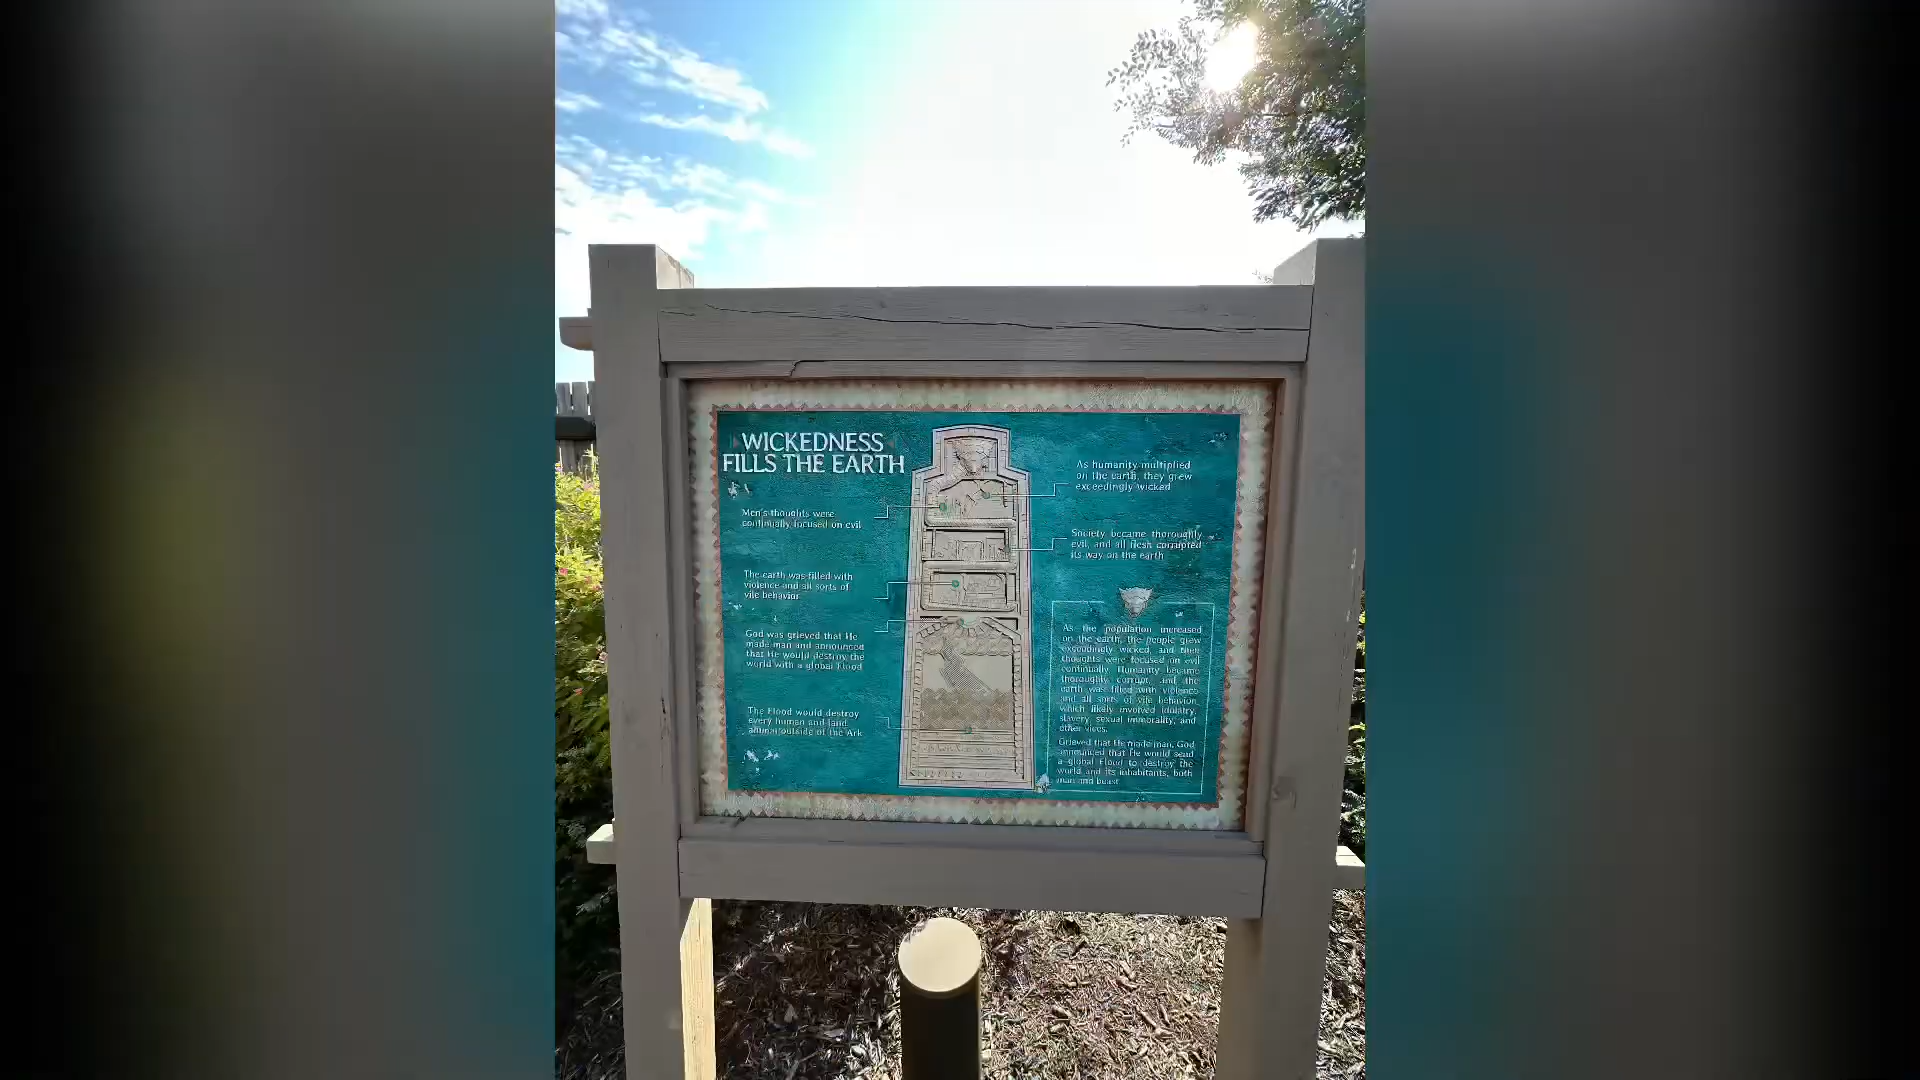 WICKEDNESS
FILLS THE EARTH
Men's thoughts were
continually focused on evil
The earth was filled with
violence and all sorts of
vile behavior
God was grieved that He
made man and announced
that He would destroy the
world with a global Flood
The Flood would destroy
every human and land
animal outside of the Ark
As humanity multiplied
on the earth, they grew
exceedingly wicked
Society became thoroughly
evil, and all flesh corrupted
its way on the earth
As the population increased
on the earth, the people grew
exceedingly wicked, and their
thoughts were focused on evil
continually. Humanity became
thoroughly corrupt, and the
earth was filled with violence
and all sorts of vile behavior,
which likely involved idolatry,
slavery, sexual immorality, and
other vices.
Grieved that He made man, God
announced that He would send
a global Flood to destroy the
world and its inhabitants, both
man and beast.